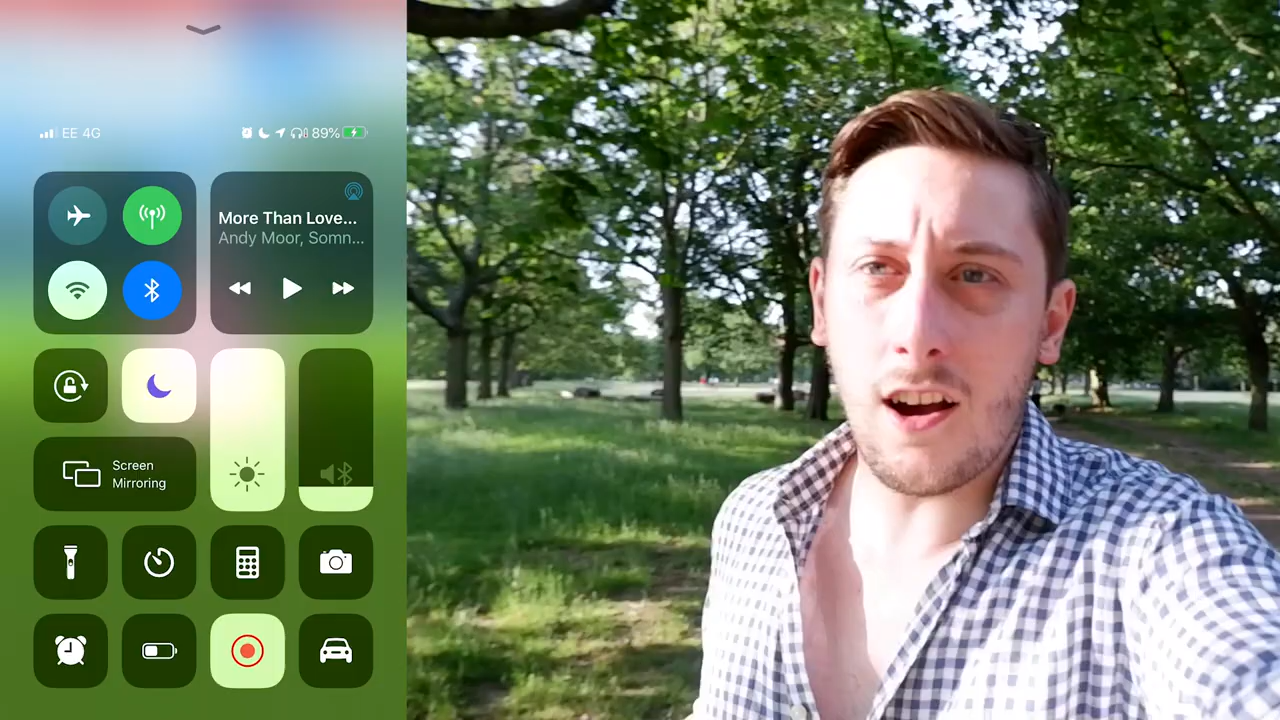 EE 4G
89%
More Than Love...
Andy Moor, Somn...
Screen
Mirroring